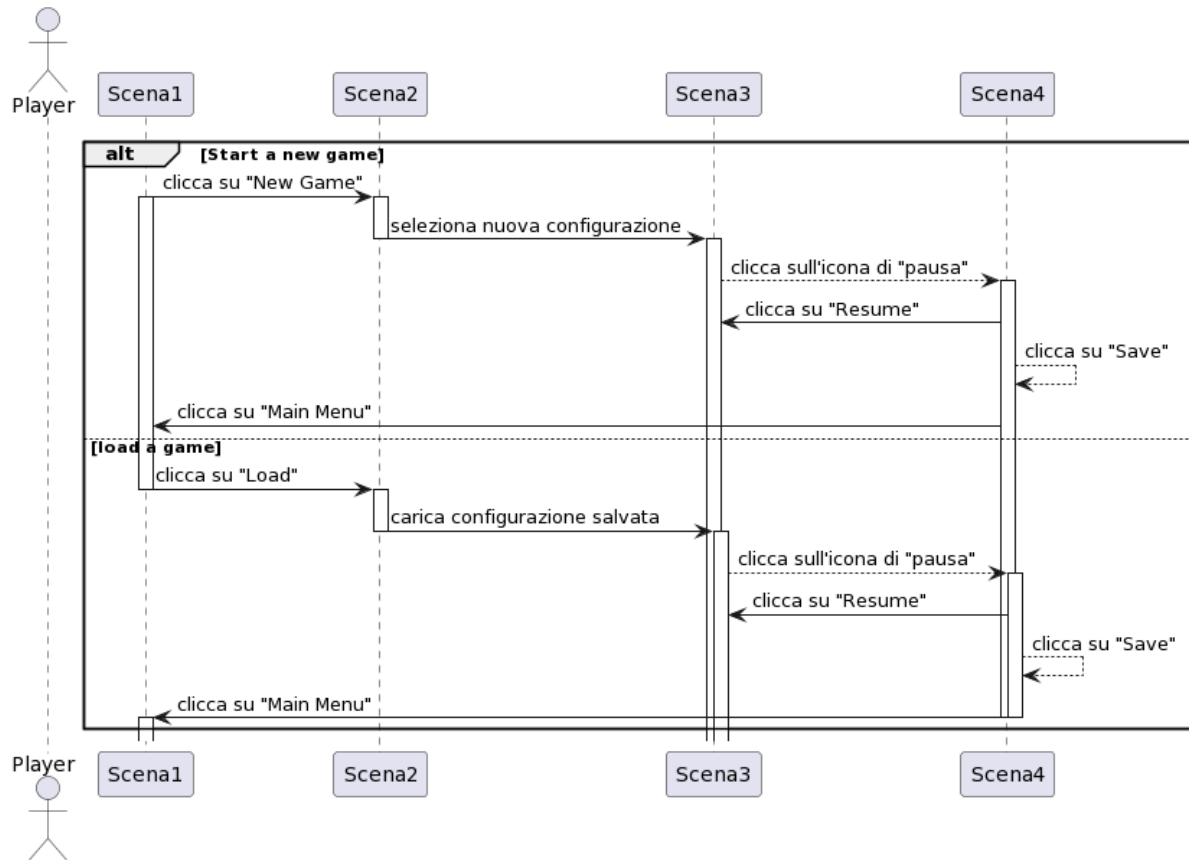 Player
Scena1
Scena2
Scena3
Scena4
alt
[Start a new game]
clicca su "New Game"
seleziona nuova configurazione
clicca sull'icona di "pausa"
clicca su "Resume"
clicca su "Save"
clicca su "Main Menu"
[load a game]
clicca su "Load"
carica configurazione salvata
clicca sull'icona di "pausa"
clicca su "Resume"
clicca su "Save"
clicca su "Main Menu"
Player
Scena1
Scena2
Scena3
Scena4